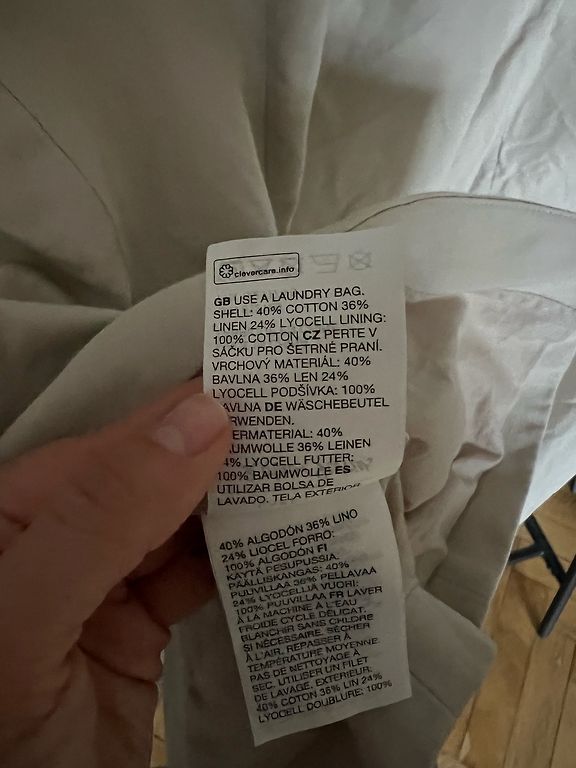 clevercare.info
GB USE A LAUNDRY BAG.
SHELL: 40% COTTON 36%
LINEN 24% LYOCELL LINING:
100% COTTON CZ PERTE V
SÁČKU PRO ŠETRNÉ PRANÍ.
VRCHOVÝ MATERIÁL: 40%
BAVLNA 36% LEN 24%
LYOCELL PODŠÍVKA: 100%
AVLNA DE WÄSCHEBEUTEL
RWENDEN.
ERMATERIAL: 40%
AUMWOLLE 36% LEINEN
4% LYOCELL FUTTER:
100% BAUMWOLLE ES
UTILIZAR BOLSA DE
LAVADO. TELA EXTERIOR
40% ALGODÓN 36% LINO
24% LIOCEL FORRO:
100% ALGODÓN FI
KÄYTÄ PESUPUSSIA.
PÄÄLLISKANGAS: 40%
PUUVILLAA 36% PELLAVAA
24% LYOCELLIA VUORI:
100% PUUVILLAA FR LAVER
À LA MACHINE À L'EAU
FROIDE CYCLE DÉLICAT.
BLANCHIR SANS CHLORE
SI NÉCESSAIRE. SÉCHER
À L'AIR. REPASSER À
TEMPÉRATURE MOYENNE.
PAS DE NETTOYAGE À
SEC. UTILISER UN FILET
DE LAVAGE. EXTÉRIEUR:
40% COTON 36% LIN 24%
LYOCELL DOUBLURE: 100%